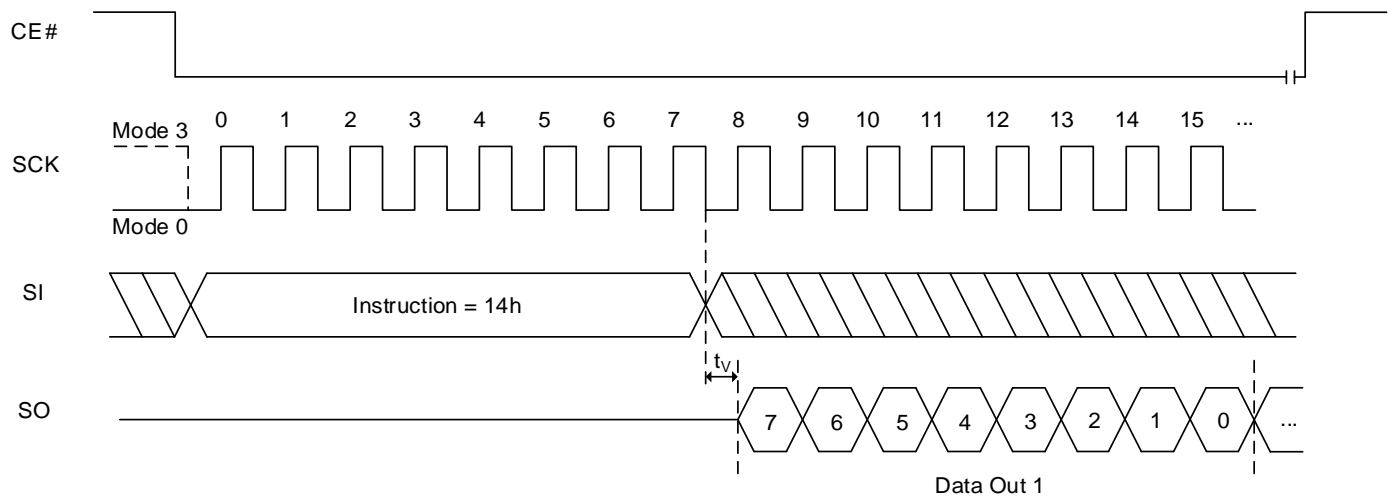 CE#
Mode 3
0 1 2 3 4 5 6 7 8 9 10 11 12 13 14 15 ...
SCK
Mode 0
SI
Instruction = 14h
tV
SO
7 6 5 4 3 2 1 0 ...
Data Out 1